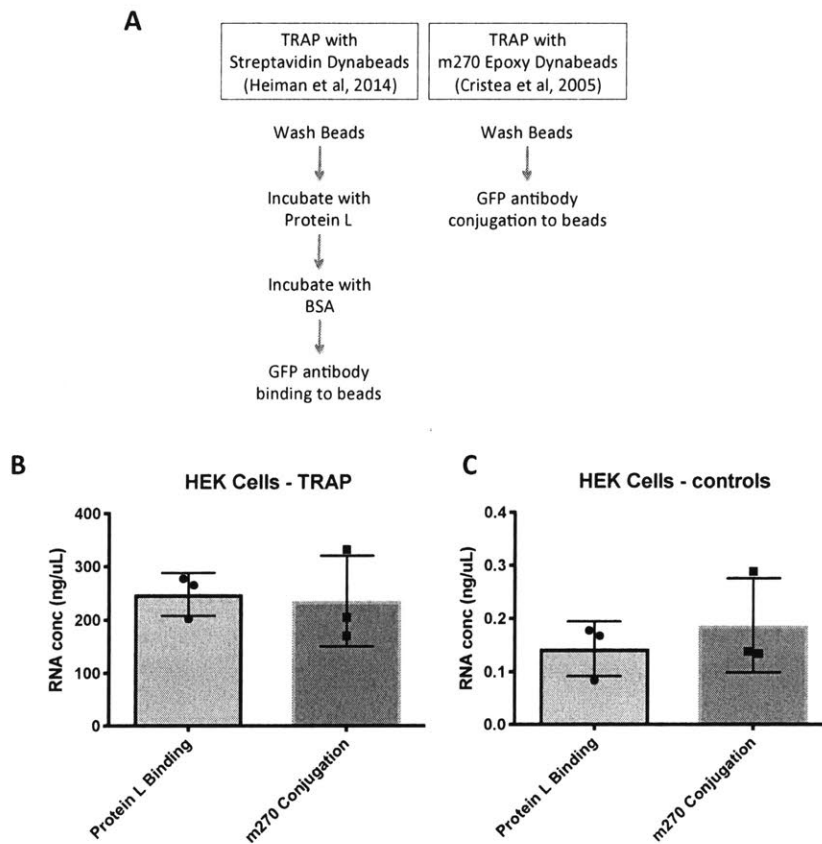 A
TRAP with
Streptavidin Dynabeads
(Heiman et al, 2014)
TRAP with
m270 Epoxy Dynabeads
(Cristea et al, 2005)
Wash Beads
Incubate with
Protein L
Incubate with
BSA
GFP antibody
binding to beads
Wash Beads
GFP antibody
conjugation to beads
B
HEK Cells - TRAP
RNA conc (ng/uL)
400
300
200
100
0
Protein L Binding
m270 Conjugation
C
HEK Cells - controls
RNA conc (ng/uL)
0.4
0.3
0.2
0.1
0.0
Protein L Binding
m270 Conjugation